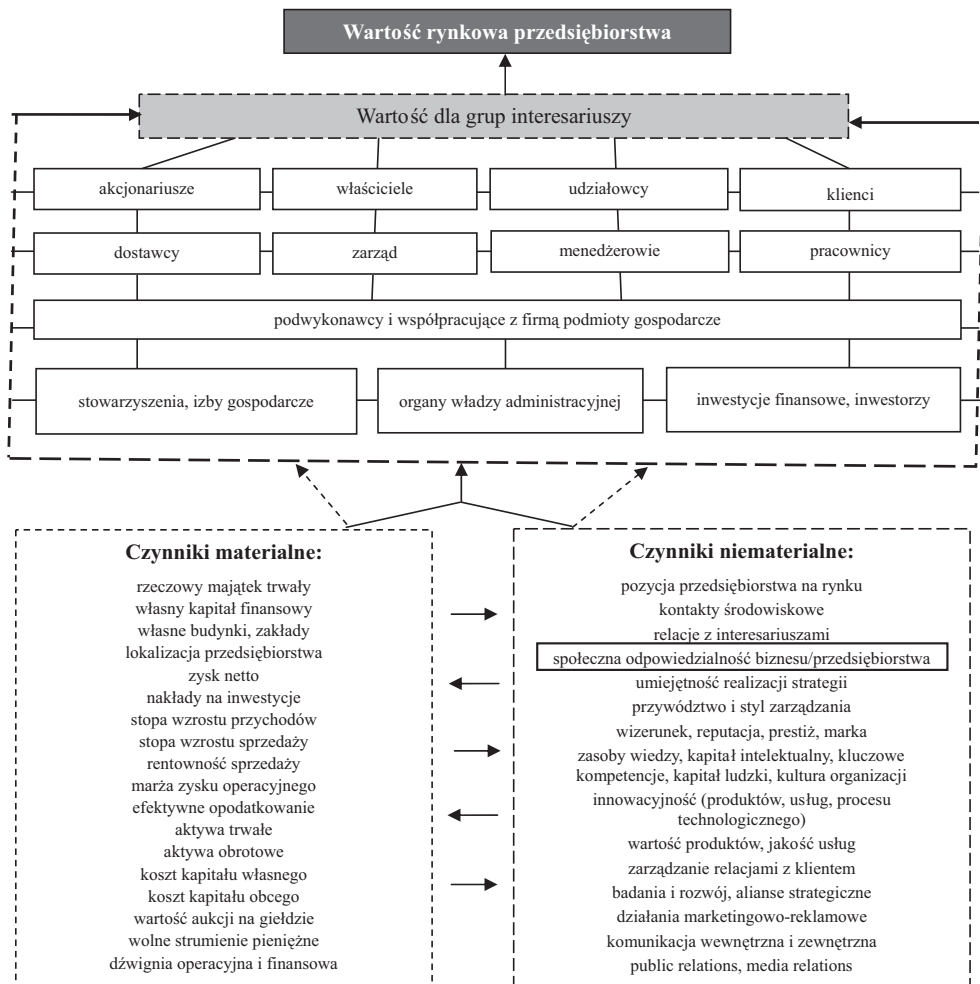 Wartość rynkowa przedsiębiorstwa
Wartość dla grup interesariuszy
akcjonariusze
właściciele
udziałowcy
klienci
dostawcy
zarząd
menedżerowie
pracownicy
podwykonawcy i współpracujące z firmą podmioty gospodarcze
stowarzyszenia, izby gospodarcze
organy władzy administracyjnej
inwestycje finansowe, inwestorzy
Czynniki materialne:
rzeczowy majątek trwały
własny kapitał finansowy
własne budynki, zakłady
lokalizacja przedsiębiorstwa
zysk netto
nakłady na inwestycje
stopa wzrostu przychodów
stopa wzrostu sprzedaży
rentowność sprzedaży
marża zysku operacyjnego
efektywne opodatkowanie
aktywa trwałe
aktywa obrotowe
koszt kapitału własnego
koszt kapitału obcego
wartość aukcji na giełdzie
wolne strumienie pieniężne
dźwignia operacyjna i finansowa
Czynniki niematerialne:
pozycja przedsiębiorstwa na rynku
kontakty środowiskowe
relacje z interesariuszami
społeczna odpowiedzialność biznesu/przedsiębiorstwa
umiejętność realizacji strategii
przywództwo i styl zarządzania
wizerunek, reputacja, prestiż, marka
zasoby wiedzy, kapitał intelektualny, kluczowe
kompetencje, kapitał ludzki, kultura organizacji
innowacyjność (produktów, usług, procesu
technologicznego)
wartość produktów, jakość usług
zarządzanie relacjami z klientem
badania i rozwój, alianse strategiczne
działania marketingowo-reklamowe
komunikacja wewnętrzna i zewnętrzna
public relations, media relations